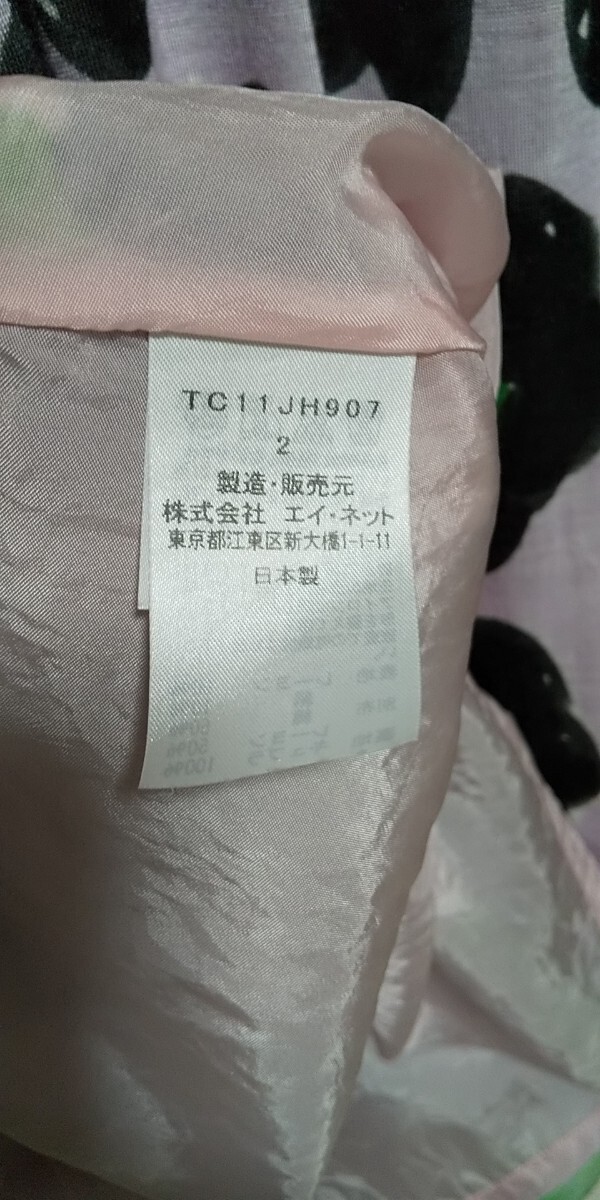 TC11JH907
2
製造・販売元
株式会社 エイ・ネット
東京都江東区新大橋1-1-11
日本製